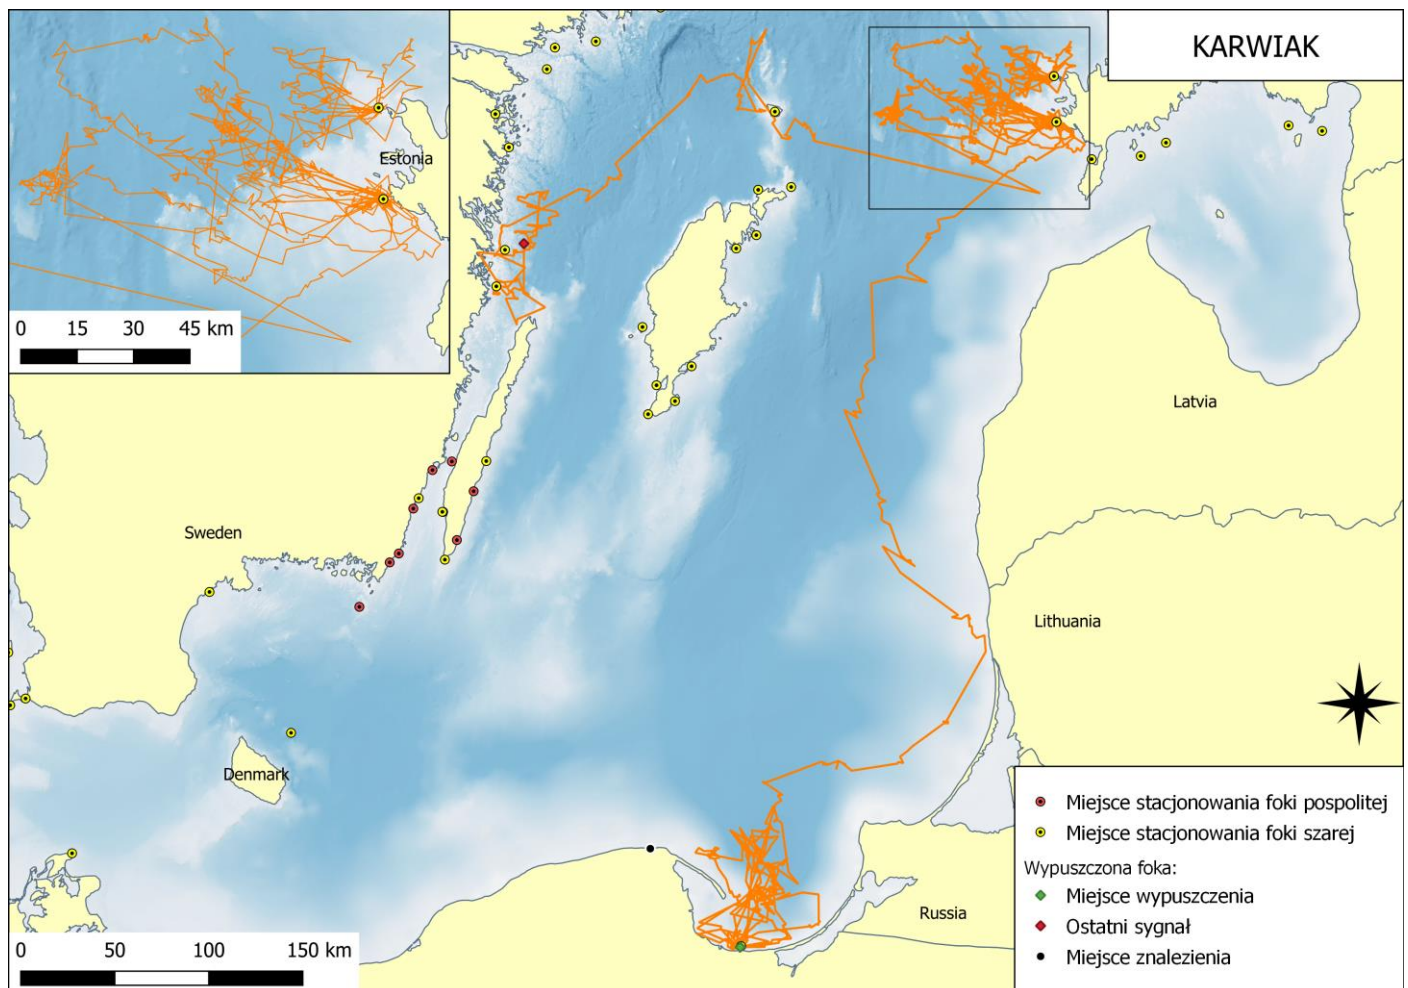 KARWIAK
Estonia
0 15 30 45 km
Latvia
Sweden
Lithuania
Denmark
Russia
Miejsce stacjonowania foki pospolitej
Miejsce stacjonowania foki szarej
Wypuszczona foka:
Miejsce wypuszczenia
Ostatni sygnał
Miejsce znalezienia
0 50 100 150 km